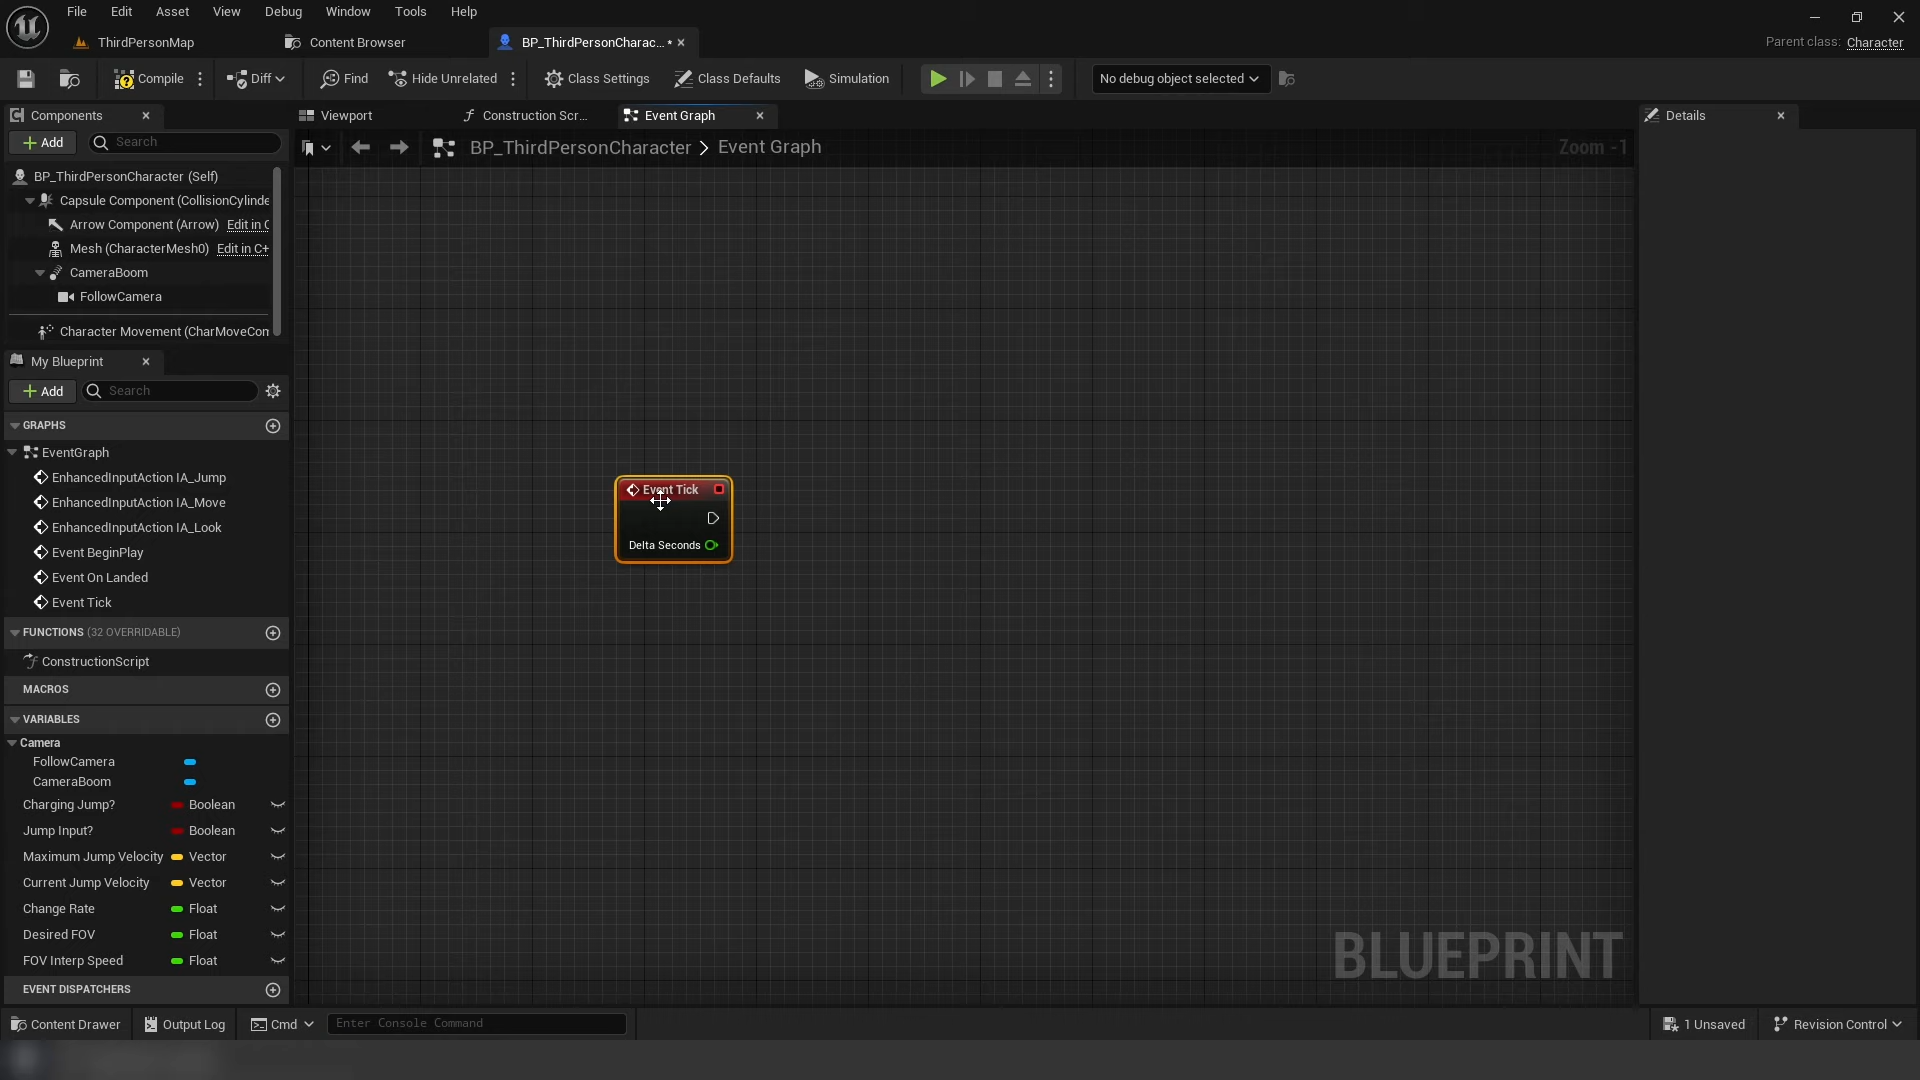 File Edit Asset View Debug Window Tools Help
ThirdPersonMap Content Browser BP_ThirdPersonCharac... •
Parent class: Character
Compile Diff Find Hide Unrelated Class Settings Class Defaults Simulation No debug object selected
Components
Viewport Construction Scr... Event Graph
Details
Add Search
BP_ThirdPersonCharacter > Event Graph
Zoom -1
BP_ThirdPersonCharacter (Self)
Capsule Component (CollisionCylinde
Arrow Component (Arrow) Edit in C
Mesh (CharacterMesh0) Edit in C+
CameraBoom
FollowCamera
Character Movement (CharMoveCom
My Blueprint
Add Search
GRAPHS
EventGraph
EnhancedInputAction IA_Jump
EnhancedInputAction IA_Move
EnhancedInputAction IA_Look
Event BeginPlay
Event On Landed
Event Tick
FUNCTIONS (32 OVERRIDABLE)
ConstructionScript
MACROS
VARIABLES
Camera
FollowCamera
CameraBoom
Charging Jump? Boolean
Jump Input? Boolean
Maximum Jump Velocity Vector
Current Jump Velocity Vector
Change Rate Float
Desired FOV Float
FOV Interp Speed Float
EVENT DISPATCHERS
Event Tick
Delta Seconds
BLUEPRINT
Content Drawer Output Log Cmd Enter Console Command
1 Unsaved Revision Control